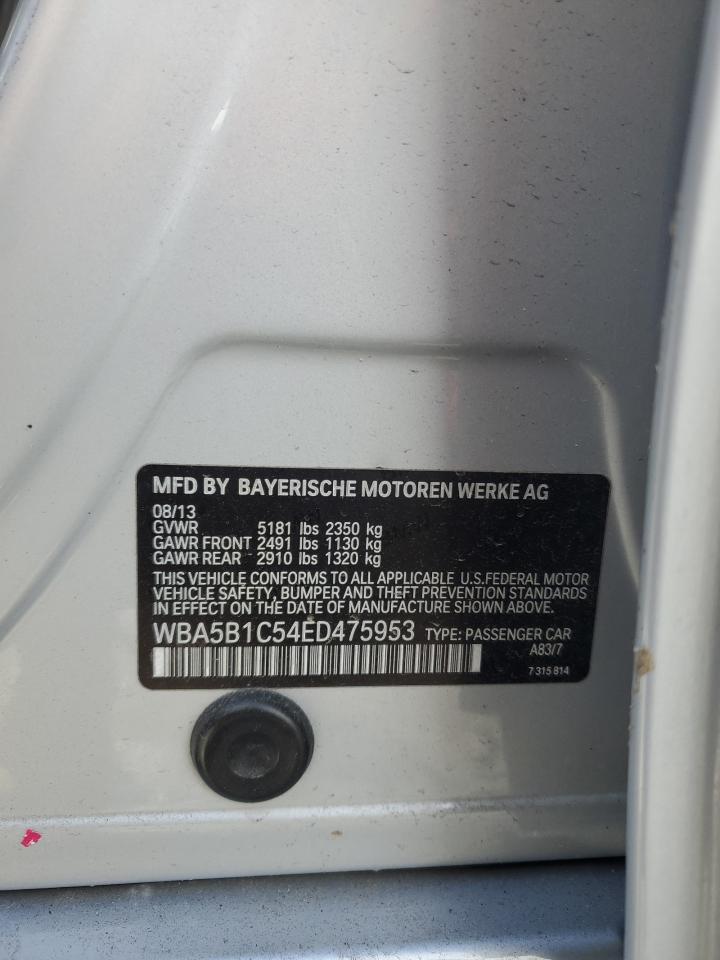 MFD BY BAYERISCHE MOTOREN WERKE AG
08/13
GVWR 5181 lbs 2350 kg
GAWR FRONT 2491 lbs 1130 kg
GAWR REAR 2910 lbs 1320 kg
THIS VEHICLE CONFORMS TO ALL APPLICABLE U.S.FEDERAL MOTOR
VEHICLE SAFETY, BUMPER AND THEFT PREVENTION STANDARDS
IN EFFECT ON THE DATE OF MANUFACTURE SHOWN ABOVE.
WBA5B1C54ED475953 TYPE: PASSENGER CAR
A83/7
7 315 814